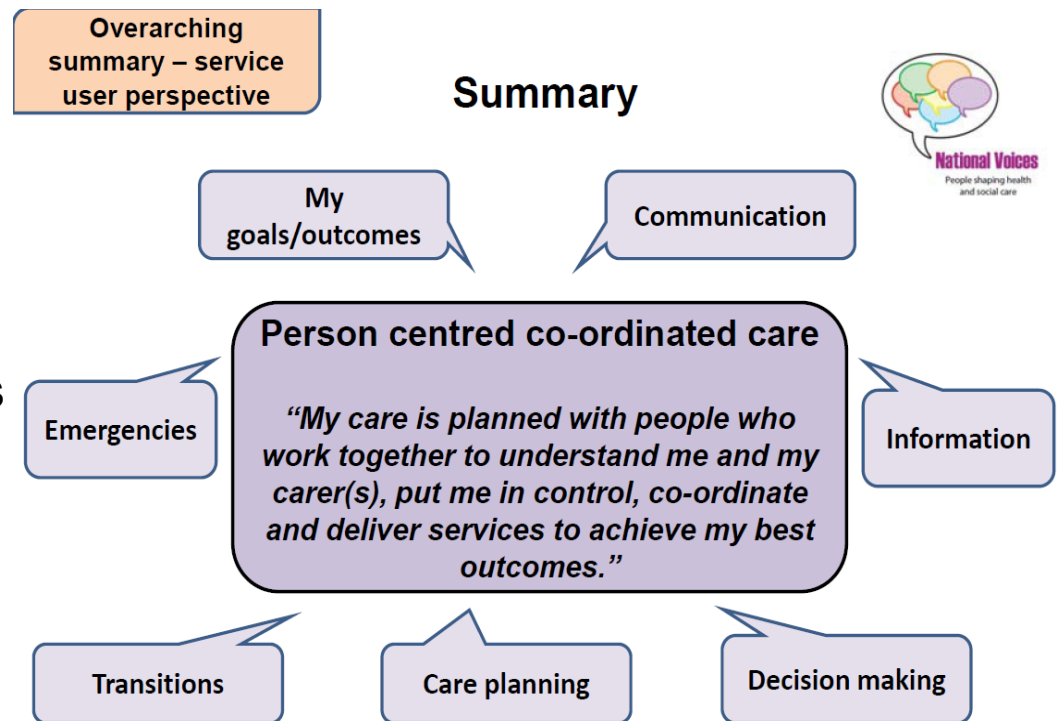 Overarching
summary – service
user perspective
Summary
National Voices
People shaping health
and social care
My
goals/outcomes
Communication
Person centred co-ordinated care
s
Emergencies
“My care is planned with people who
work together to understand me and my
carer(s), put me in control, co-ordinate
and deliver services to achieve my best
outcomes.”
Information
Transitions
Care planning
Decision making